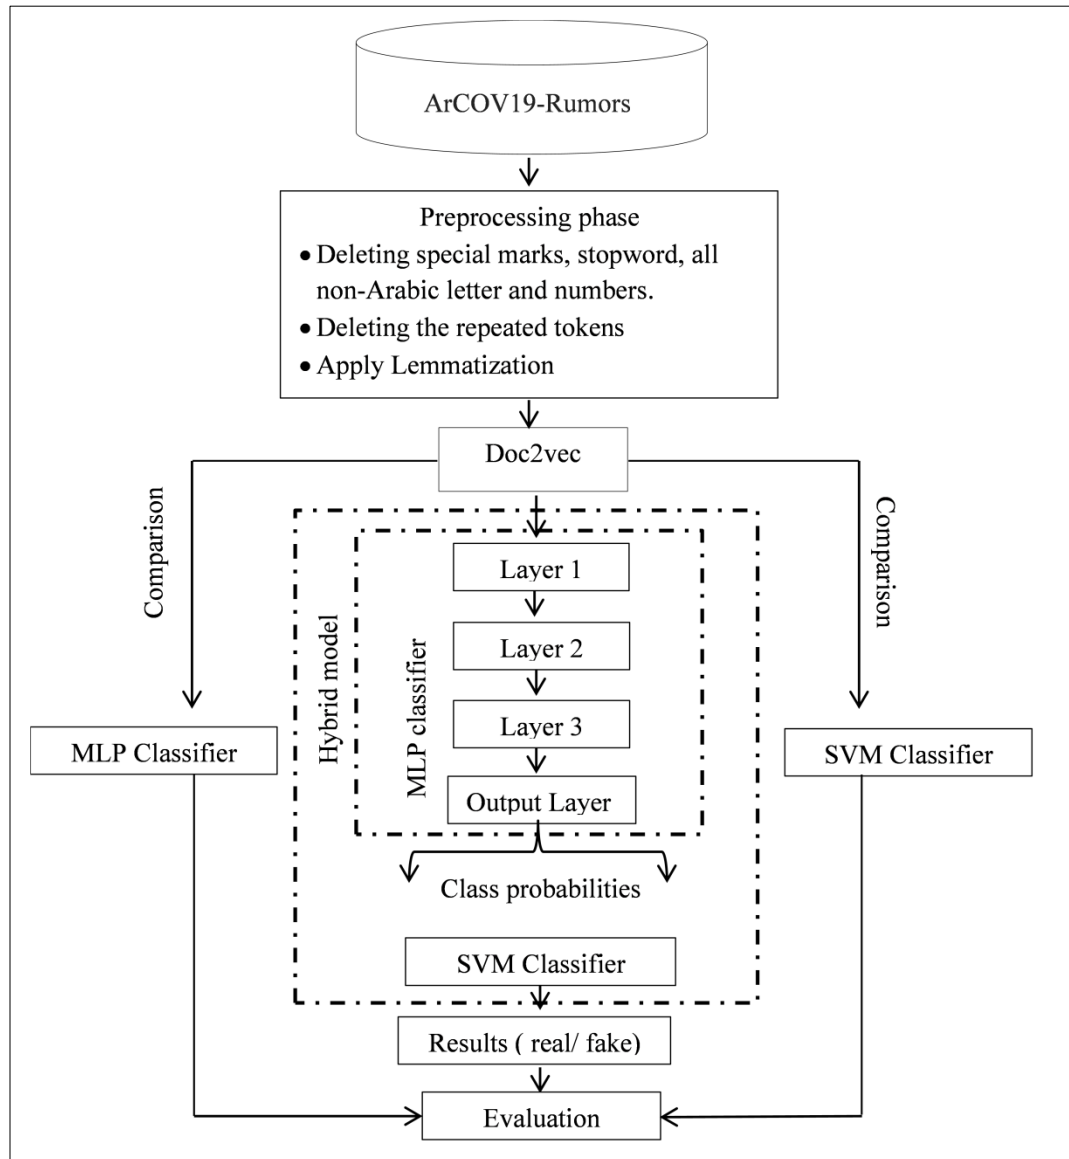 ArCOV19-Rumors
Preprocessing phase
• Deleting special marks, stopword, all
non-Arabic letter and numbers.
• Deleting the repeated tokens
• Apply Lemmatization
Doc2vec
Comparison
Comparison
Hybrid model
MLP classifier
Layer 1
Layer 2
Layer 3
Output Layer
MLP Classifier
SVM Classifier
Class probabilities
SVM Classifier
Results ( real/ fake)
Evaluation